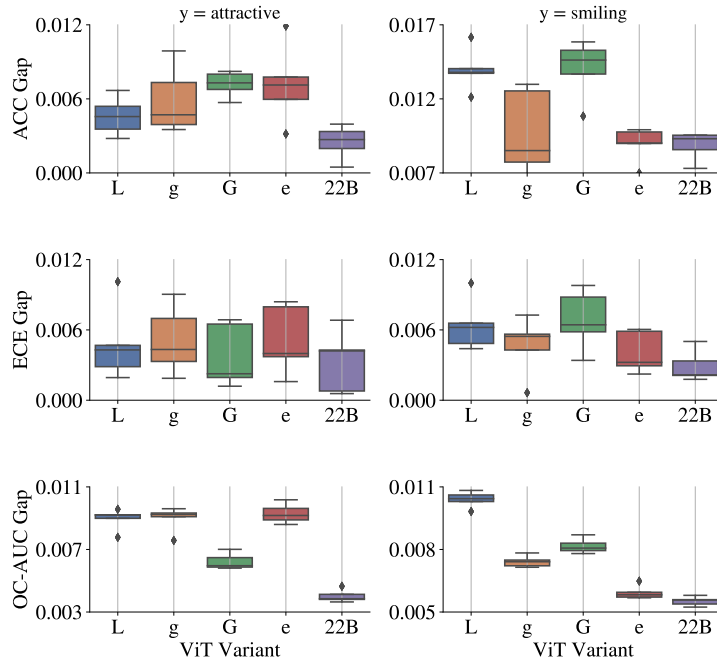 y = attractive
y = smiling
ACC Gap
0.012
0.006
0.000
L g G e 22B
0.017
0.012
0.007
L g G e 22B
ECE Gap
0.012
0.006
0.000
L g G e 22B
0.012
0.006
0.000
L g G e 22B
OC-AUC Gap
0.011
0.007
0.003
L g G e 22B
ViT Variant
0.011
0.008
0.005
L g G e 22B
ViT Variant